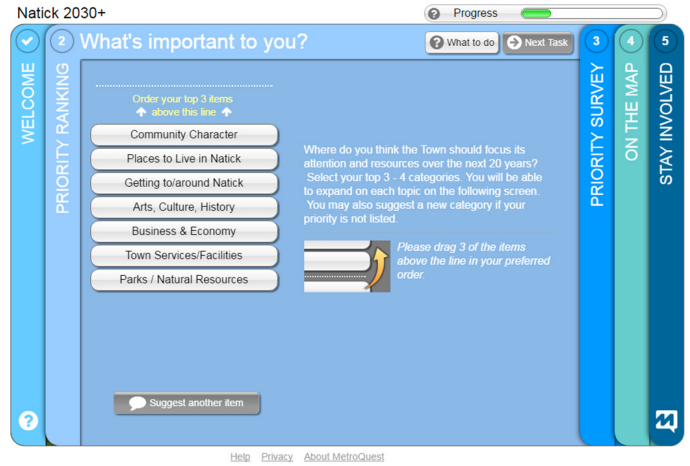 Natick 2030+
Progress
WELCOME
2
PRIORITY RANKING
What's important to you?
What to do
Next Task
Order your top 3 items
above this line
Community Character
Places to Live in Natick
Getting to/around Natick
Arts, Culture, History
Business & Economy
Town Services/Facilities
Parks / Natural Resources
Suggest another item
Where do you think the Town should focus its
attention and resources over the next 20 years?
Select your top 3 - 4 categories. You will be able
to expand on each topic on the following screen.
You may also suggest a new category if your
priority is not listed.
Please drag 3 of the items
above the line in your preferred
order.
3
PRIORITY SURVEY
4
ON THE MAP
5
STAY INVOLVED
Help Privacy About MetroQuest